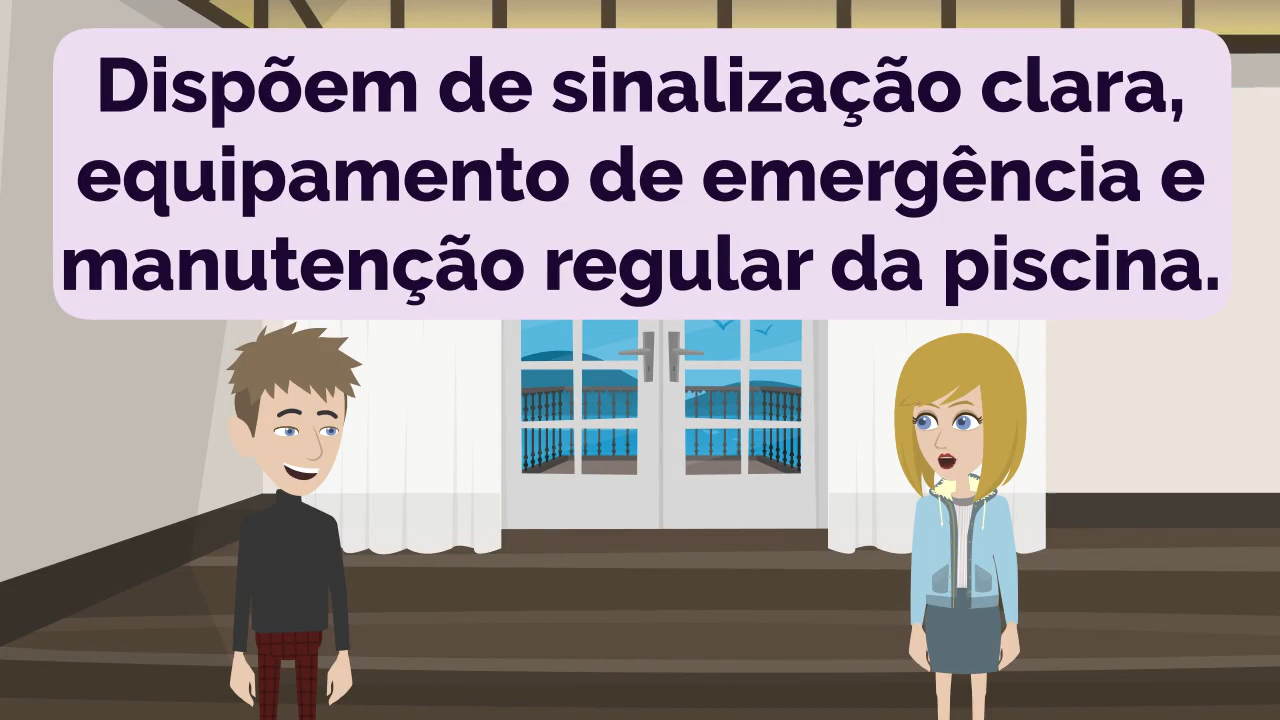 Dispõem de sinalização clara,
equipamento de emergência e
manutenção regular da piscina.